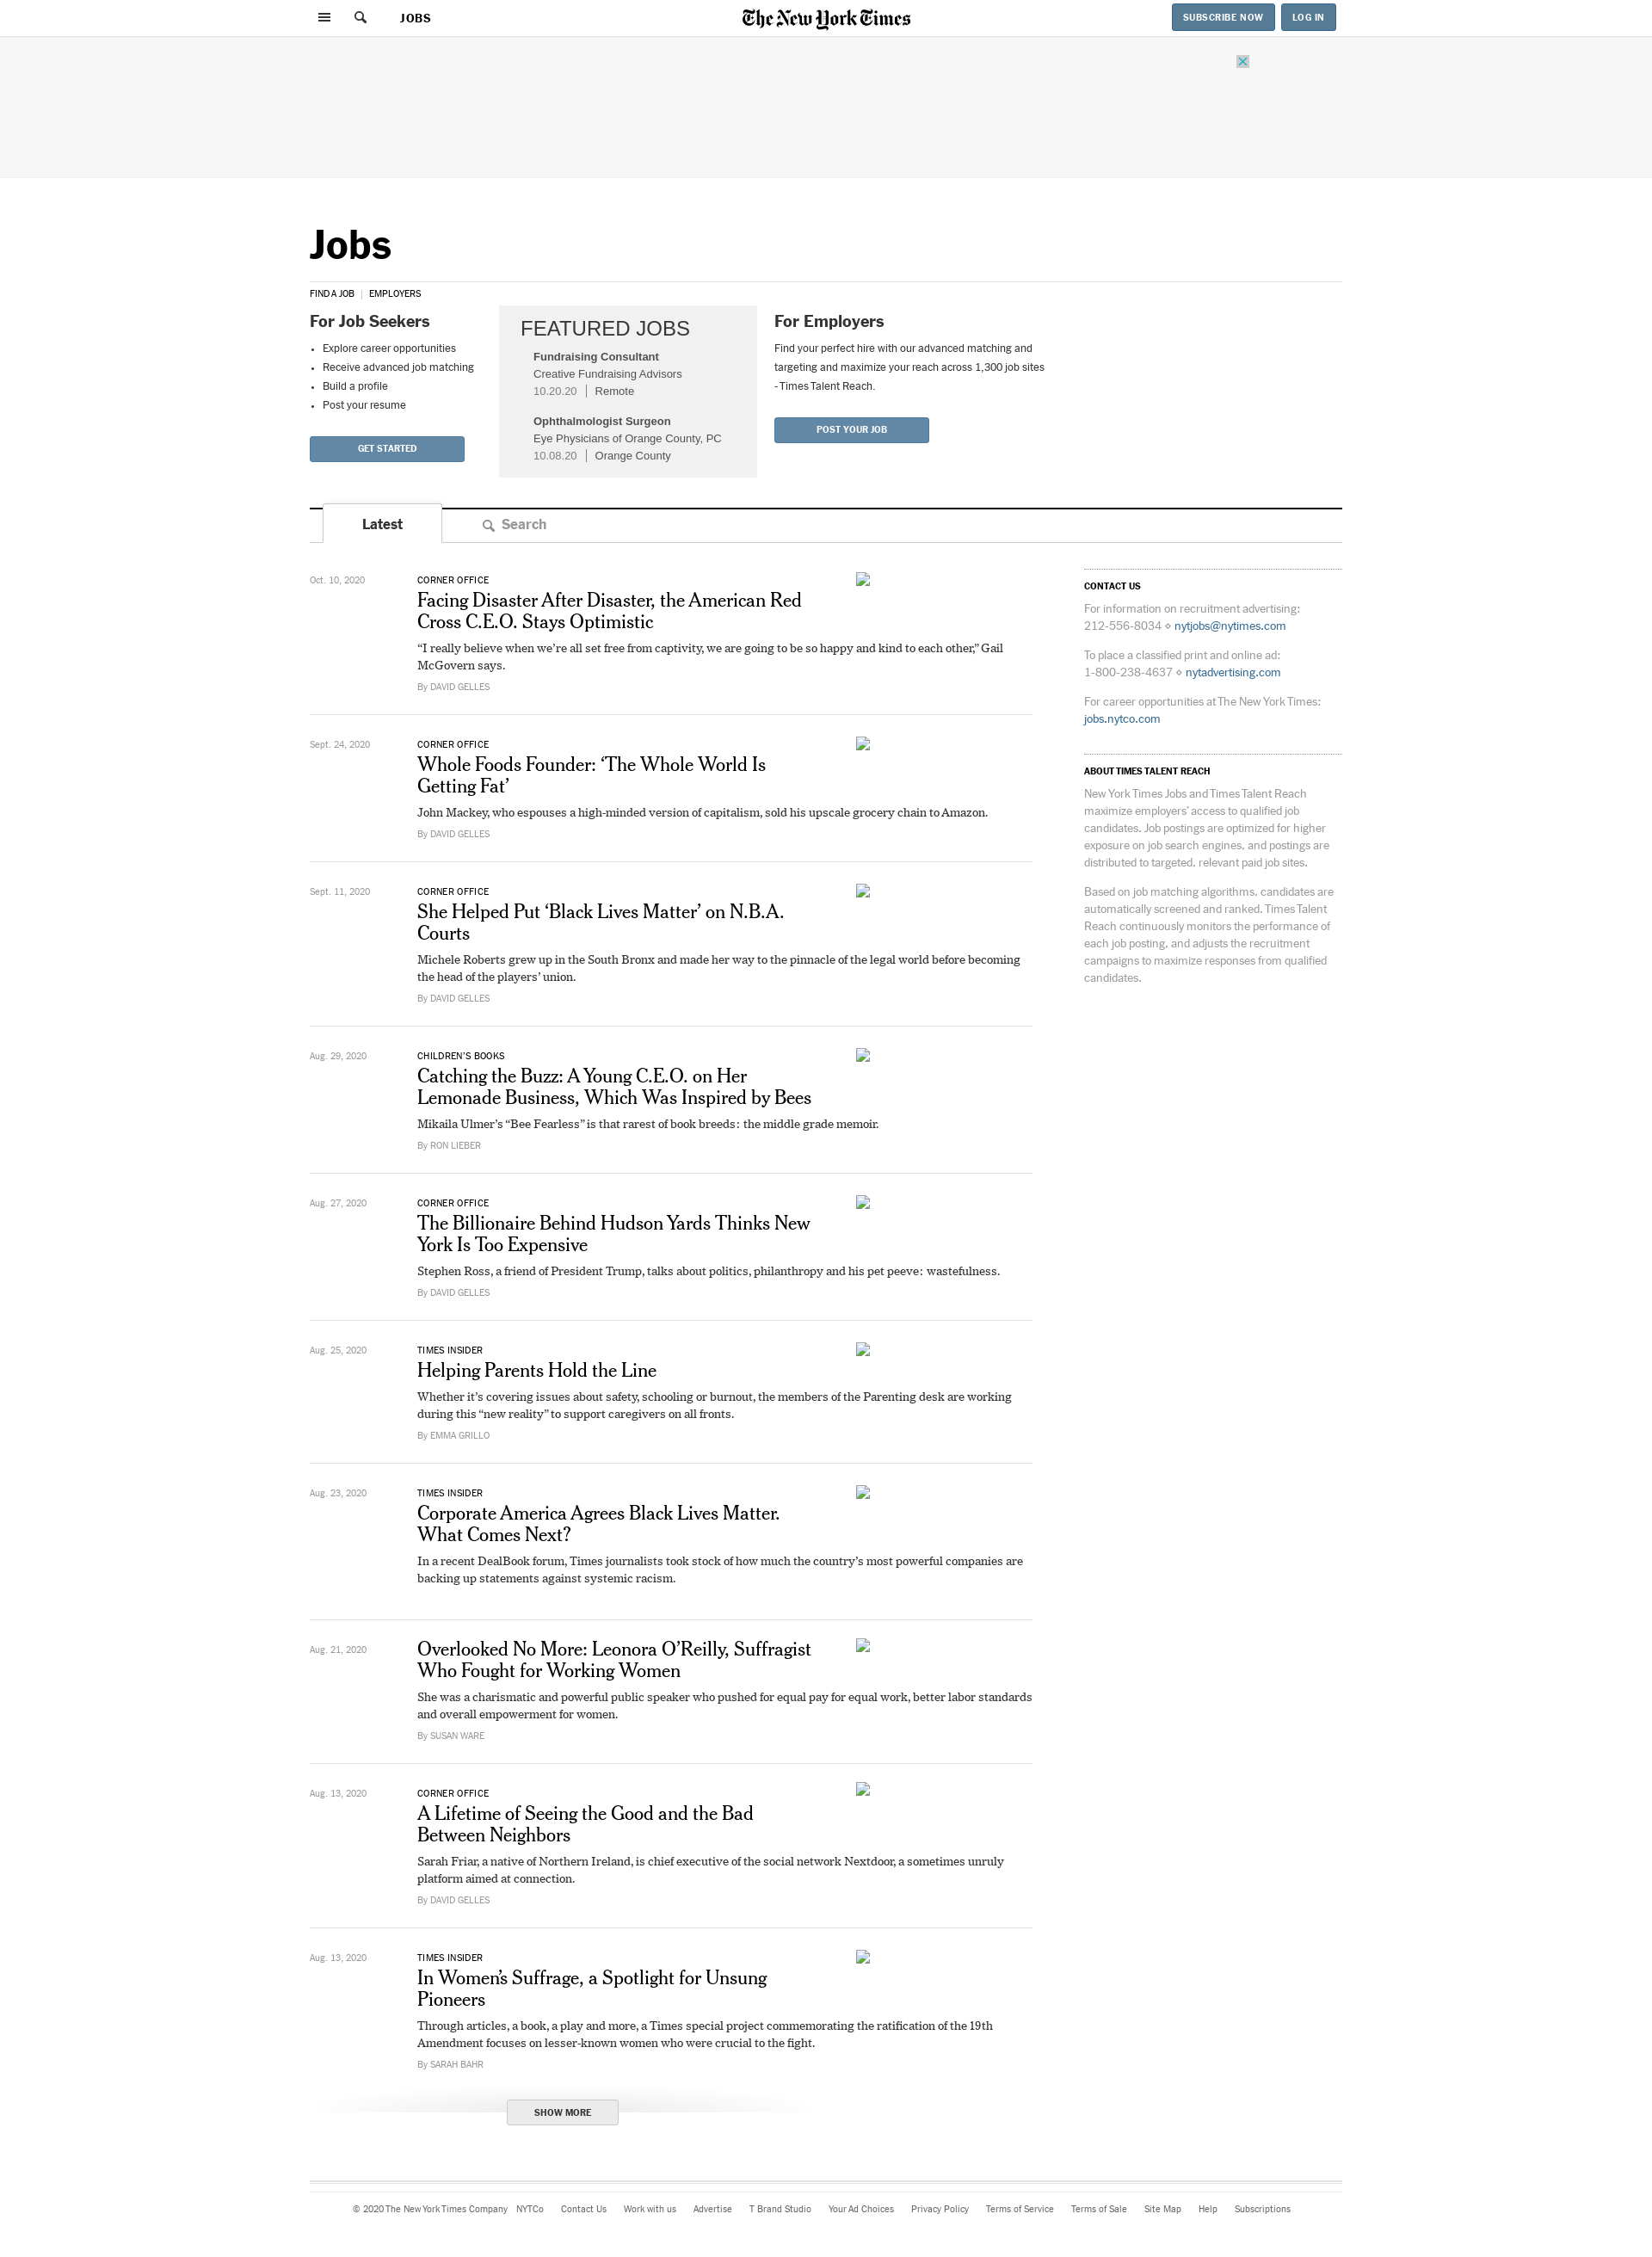 JOBS
The New York Times
SUBSCRIBE NOW
LOG IN
Jobs
FIND A JOB
EMPLOYERS
For Job Seekers
Explore career opportunities
Receive advanced job matching
Build a profile
Post your resume
GET STARTED
FEATURED JOBS
Fundraising Consultant
Creative Fundraising Advisors
10.20.20 | Remote
Ophthalmologist Surgeon
Eye Physicians of Orange County, PC
10.08.20 | Orange County
For Employers
Find your perfect hire with our advanced matching and
targeting and maximize your reach across 1,300 job sites
- Times Talent Reach.
POST YOUR JOB
Latest
Search
Oct. 10, 2020
CORNER OFFICE
Facing Disaster After Disaster, the American Red
Cross C.E.O. Stays Optimistic
“I really believe when we’re all set free from captivity, we are going to be so happy and kind to each other,” Gail
McGovern says.
By DAVID GELLES
Sept. 24, 2020
CORNER OFFICE
Whole Foods Founder: ‘The Whole World Is
Getting Fat’
John Mackey, who espouses a high-minded version of capitalism, sold his upscale grocery chain to Amazon.
By DAVID GELLES
Sept. 11, 2020
CORNER OFFICE
She Helped Put ‘Black Lives Matter’ on N.B.A.
Courts
Michele Roberts grew up in the South Bronx and made her way to the pinnacle of the legal world before becoming
the head of the players’ union.
By DAVID GELLES
Aug. 29, 2020
CHILDREN’S BOOKS
Catching the Buzz: A Young C.E.O. on Her
Lemonade Business, Which Was Inspired by Bees
Mikaila Ulmer’s “Bee Fearless” is that rarest of book breeds: the middle grade memoir.
By RON LIEBER
Aug. 27, 2020
CORNER OFFICE
The Billionaire Behind Hudson Yards Thinks New
York Is Too Expensive
Stephen Ross, a friend of President Trump, talks about politics, philanthropy and his pet peeve: wastefulness.
By DAVID GELLES
Aug. 25, 2020
TIMES INSIDER
Helping Parents Hold the Line
Whether it’s covering issues about safety, schooling or burnout, the members of the Parenting desk are working
during this “new reality” to support caregivers on all fronts.
By EMMA GRILLO
Aug. 23, 2020
TIMES INSIDER
Corporate America Agrees Black Lives Matter.
What Comes Next?
In a recent DealBook forum, Times journalists took stock of how much the country’s most powerful companies are
backing up statements against systemic racism.
Aug. 21, 2020
Overlooked No More: Leonora O’Reilly, Suffragist
Who Fought for Working Women
She was a charismatic and powerful public speaker who pushed for equal pay for equal work, better labor standards
and overall empowerment for women.
By SUSAN WARE
Aug. 13, 2020
CORNER OFFICE
A Lifetime of Seeing the Good and the Bad
Between Neighbors
Sarah Friar, a native of Northern Ireland, is chief executive of the social network Nextdoor, a sometimes unruly
platform aimed at connection.
By DAVID GELLES
Aug. 13, 2020
TIMES INSIDER
In Women’s Suffrage, a Spotlight for Unsung
Pioneers
Through articles, a book, a play and more, a Times special project commemorating the ratification of the 19th
Amendment focuses on lesser-known women who were crucial to the fight.
By SARAH BAHR
SHOW MORE
CONTACT US
For information on recruitment advertising:
212-556-8034 ⋄ nytjobs@nytimes.com
To place a classified print and online ad:
1-800-238-4637 ⋄ nytadvertising.com
For career opportunities at The New York Times:
jobs.nytco.com
ABOUT TIMES TALENT REACH
New York Times Jobs and Times Talent Reach
maximize employers’ access to qualified job
candidates. Job postings are optimized for higher
exposure on job search engines, and postings are
distributed to targeted, relevant paid job sites.
Based on job matching algorithms, candidates are
automatically screened and ranked. Times Talent
Reach continuously monitors the performance of
each job posting, and adjusts the recruitment
campaigns to maximize responses from qualified
candidates.
© 2020 The New York Times Company NYTCo Contact Us Work with us Advertise T Brand Studio Your Ad Choices Privacy Policy Terms of Service Terms of Sale Site Map Help Subscriptions